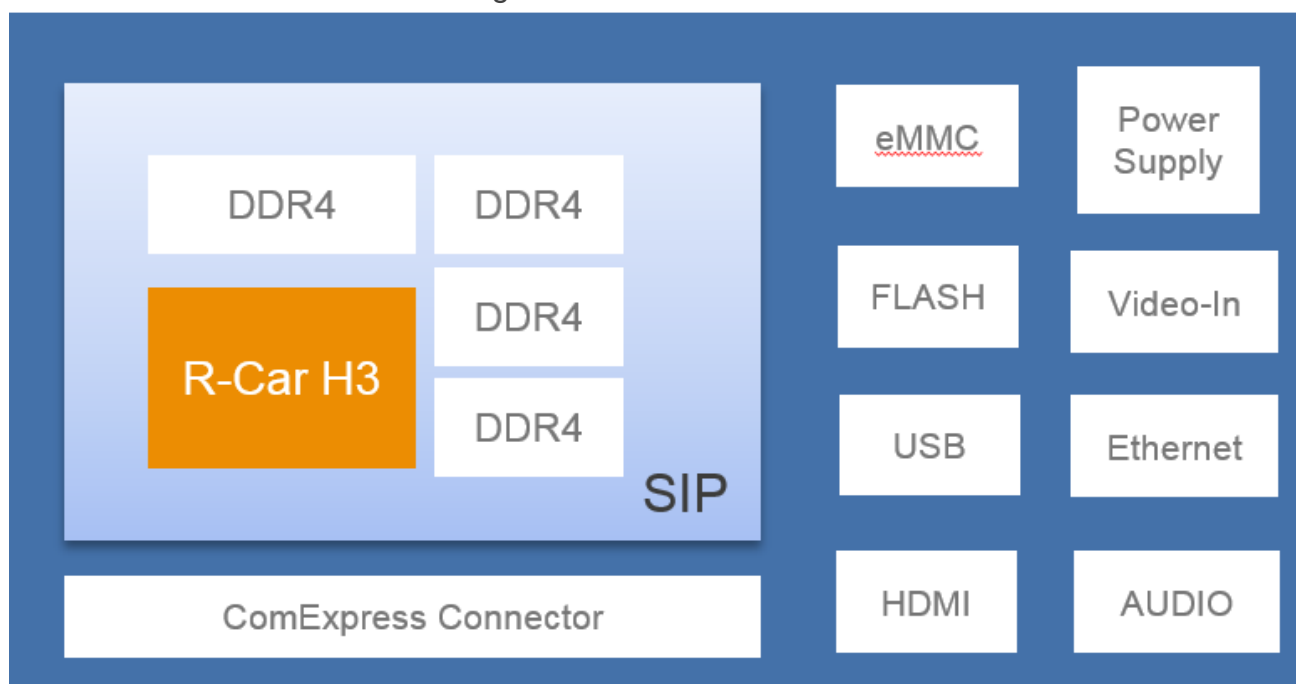 DDR4
DDR4
DDR4
DDR4
R-Car H3
SIP
ComExpress Connector
eMMC
Power
Supply
FLASH
Video-In
USB
Ethernet
HDMI
AUDIO